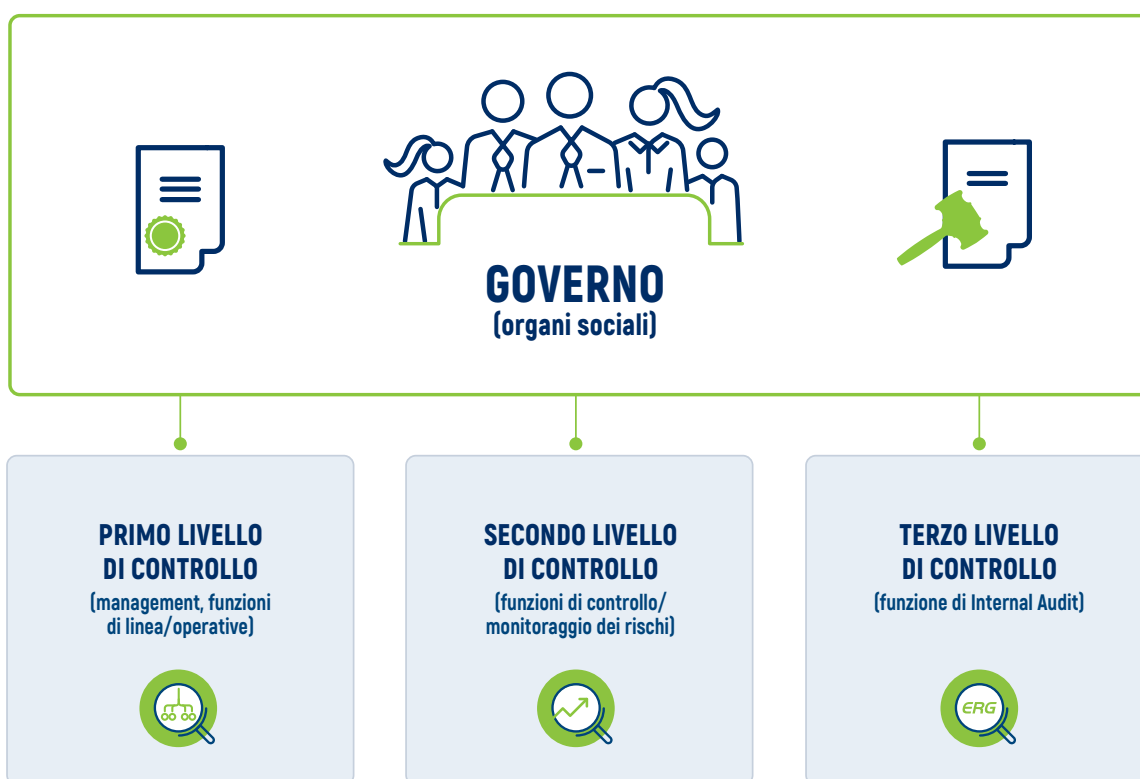 GOVERNO
(organi sociali)
PRIMO LIVELLO
DI CONTROLLO
(management, funzioni
di linea/operative)
SECONDO LIVELLO
DI CONTROLLO
(funzioni di controllo/
monitoraggio dei rischi)
TERZO LIVELLO
DI CONTROLLO
(funzione di Internal Audit)
ERG